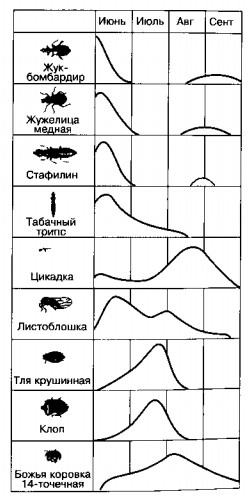 Июнь Июль Авг Сент
Жук-
бомбардир
Жужелица
медная
Стафилин
Табачный
трипс
Цикадка
Листоблошка
Тля крушинная
Клоп
Божья коровка
14-точечная